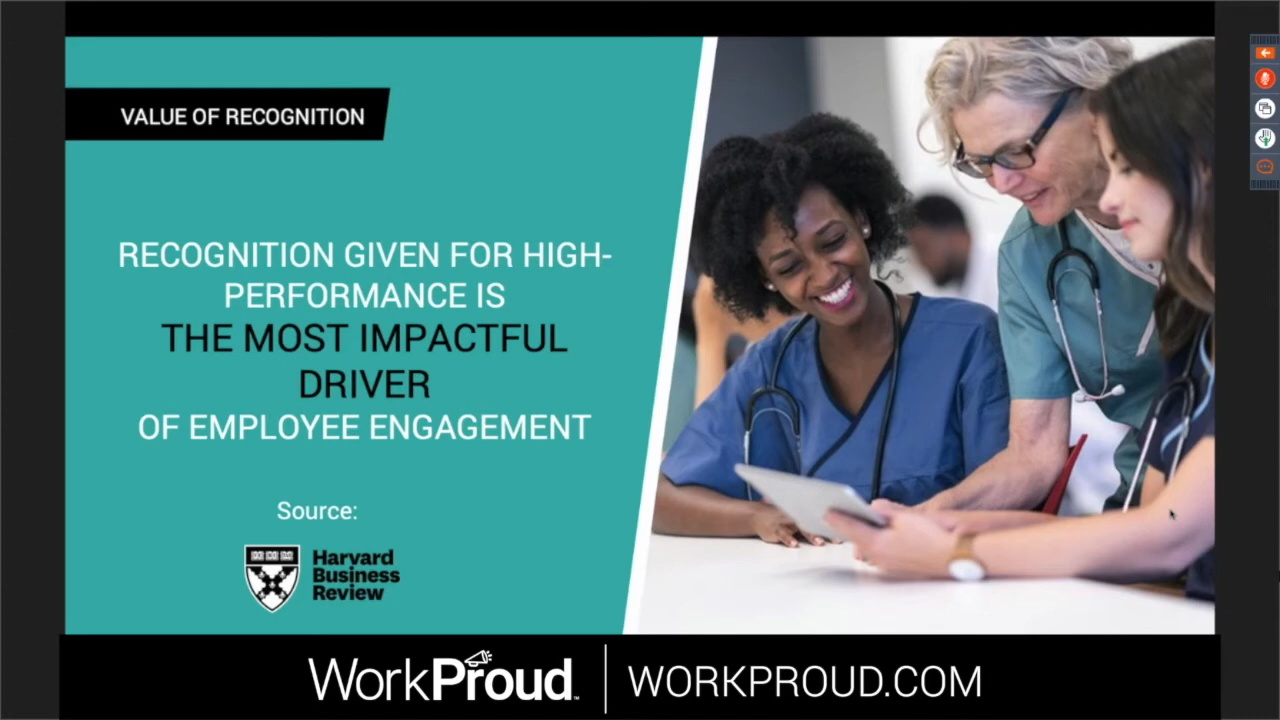 VALUE OF RECOGNITION
RECOGNITION GIVEN FOR HIGH-
PERFORMANCE IS
THE MOST IMPACTFUL
DRIVER
OF EMPLOYEE ENGAGEMENT
Source:
Harvard
Business
Review
WorkProud™
WORKPROUD.COM